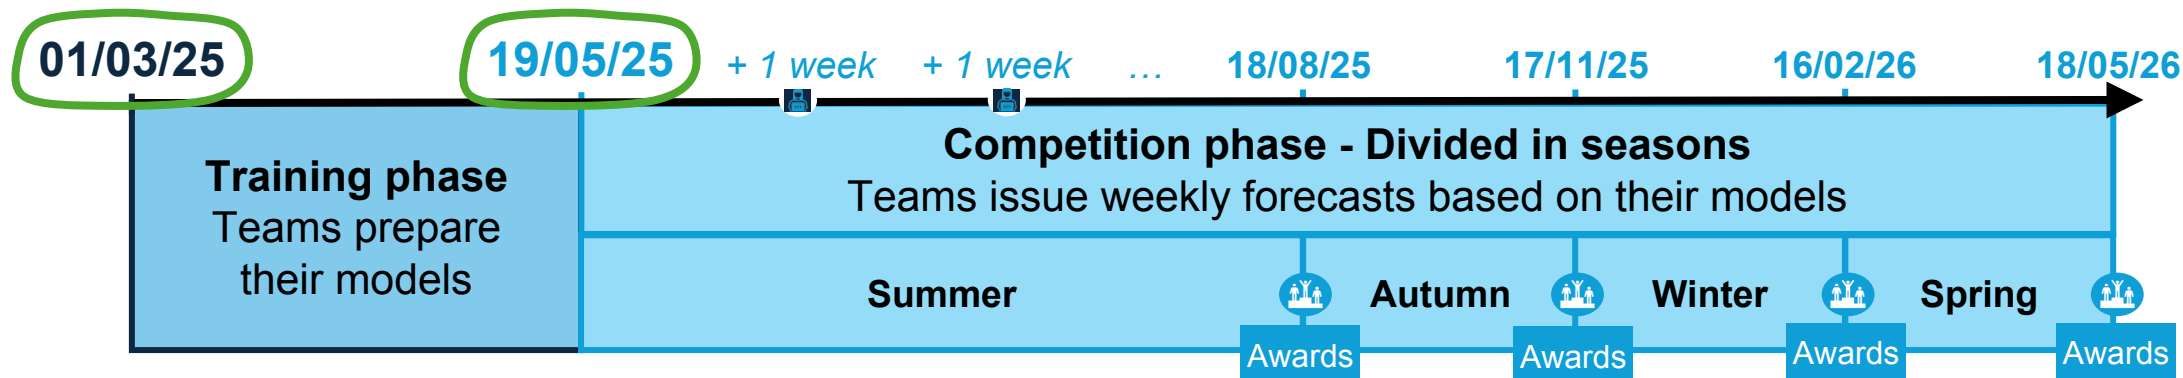 01/03/25
19/05/25
+ 1 week
+ 1 week
...
18/08/25
17/11/25
16/02/26
18/05/26
Training phase
Teams prepare
their models
Competition phase - Divided in seasons
Teams issue weekly forecasts based on their models
Summer
Autumn
Winter
Spring
Awards
Awards
Awards
Awards